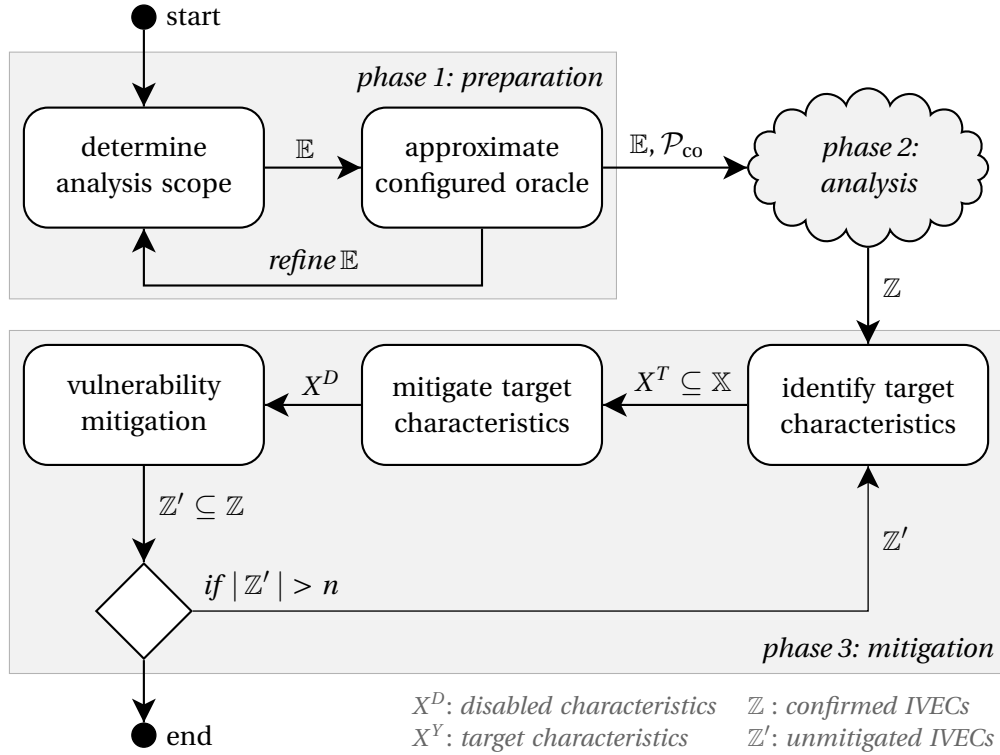 start
phase 1: preparation
determine
analysis scope
𝔼
approximate
configured oracle
𝔼, 𝒫co
phase 2:
analysis
refine 𝔼
ℤ
vulnerability
mitigation
X^D
mitigate target
characteristics
X^T ⊆ 𝕏
identify target
characteristics
ℤ′ ⊆ ℤ
ℤ′
if | ℤ′ | > n
phase 3: mitigation
X^D: disabled characteristics
ℤ : confirmed IVECs
end
X^Y: target characteristics
ℤ′: unmitigated IVECs